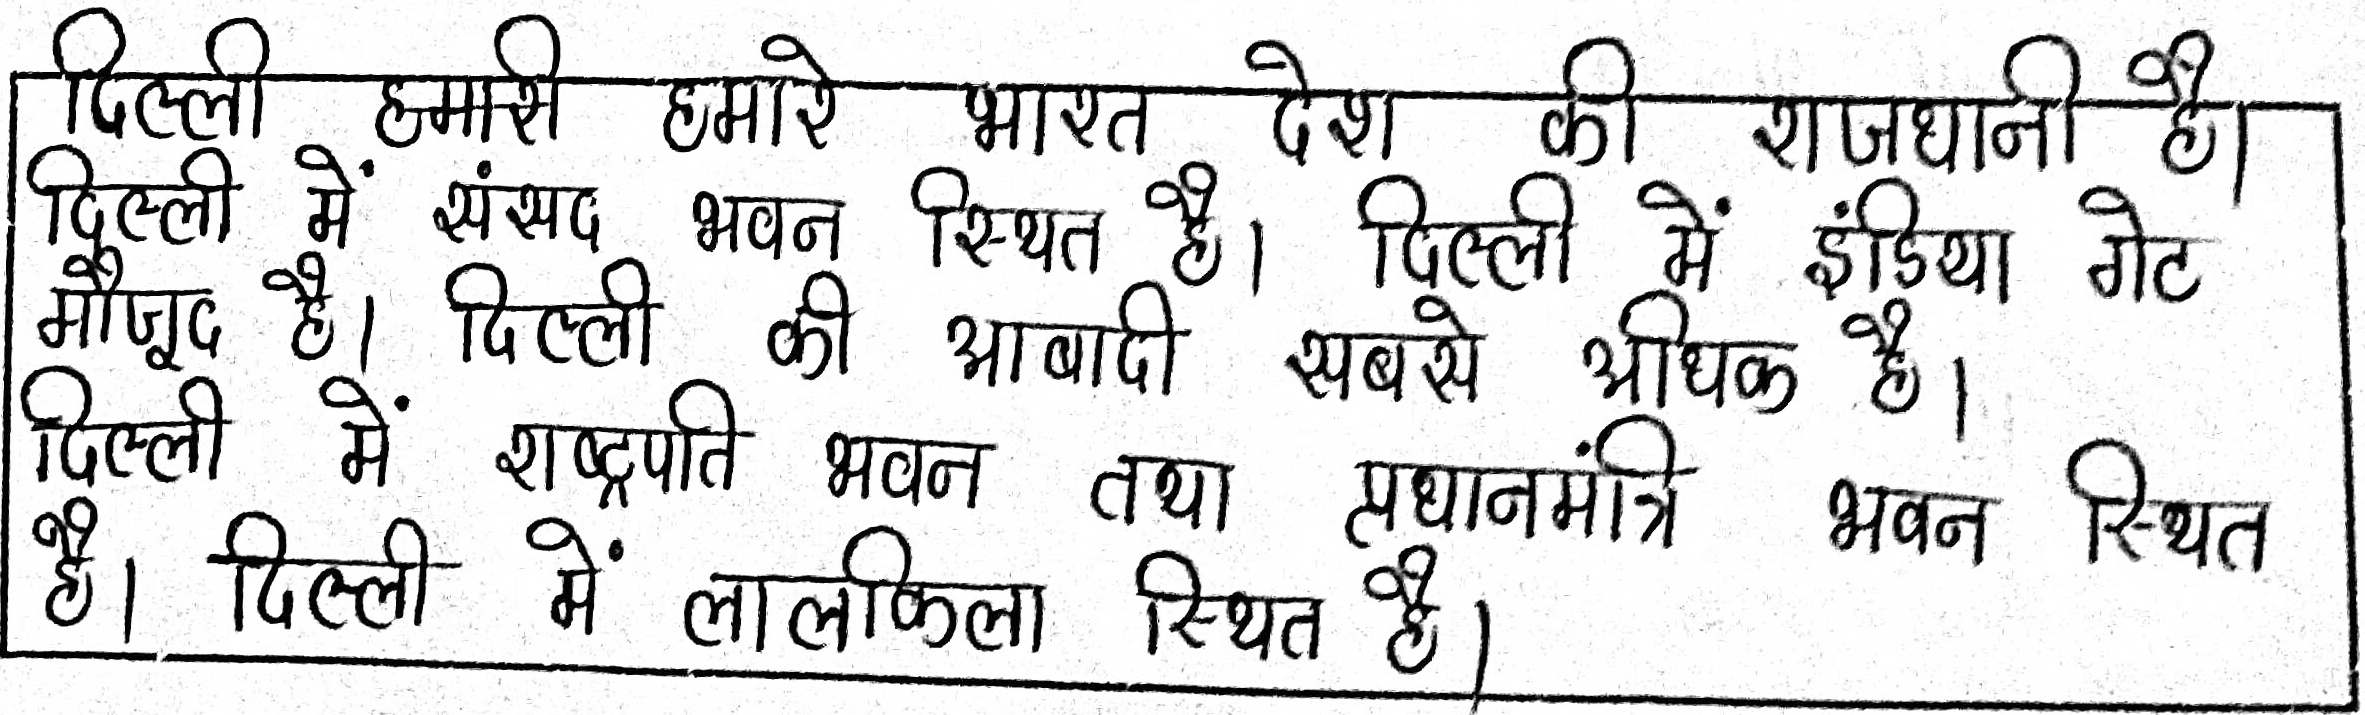 दिल्ली हमारी हमारे भारत देश की राजधानी है।
दिल्ली में संसद भवन स्थित है। दिल्ली में इंडिया गेट
मौजूद है। दिल्ली की आबादी सबसे अधिक है।
दिल्ली में राष्ट्रपति भवन तथा प्रधानमंत्रि भवन स्थित
है। दिल्ली में लालकिला स्थित है।